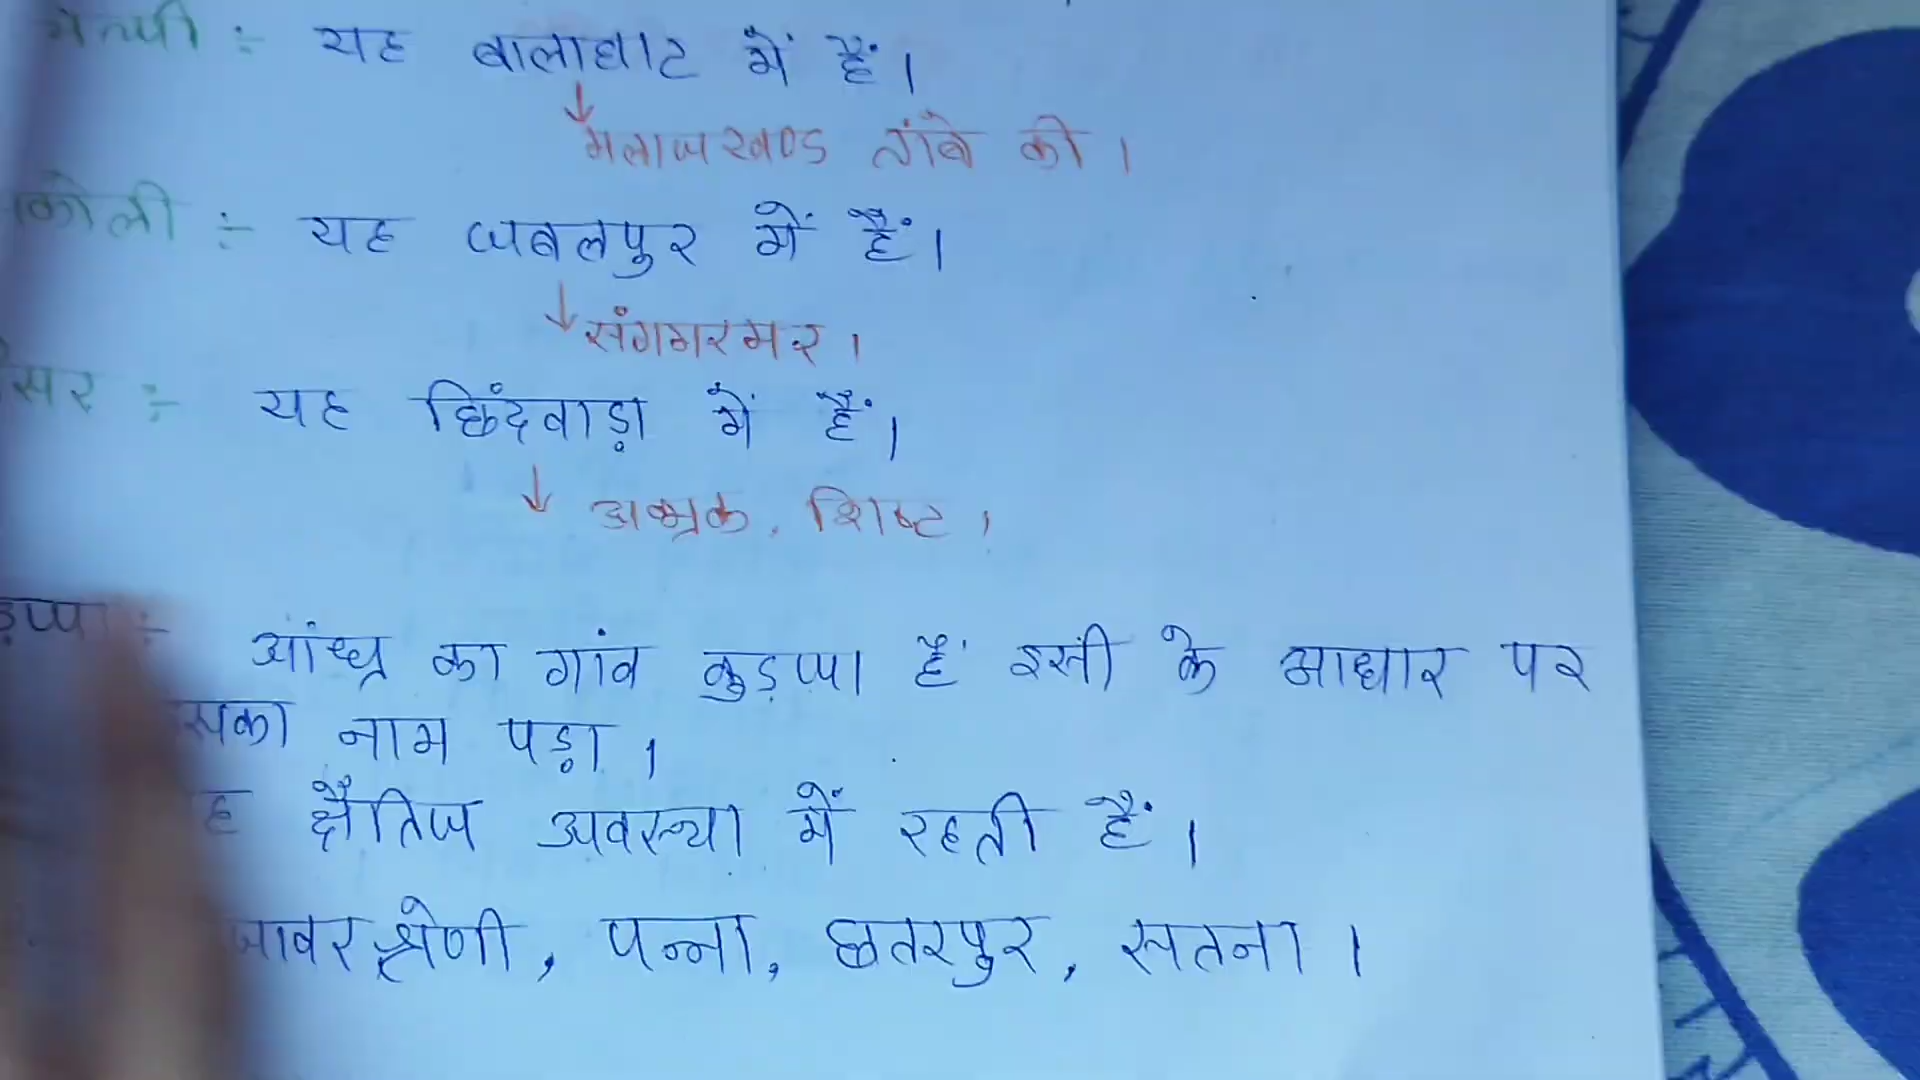 ÷ यह बालाघाट में हैं।
↓ मलाजखण्ड तांबे की।
÷ यह जबलपुर में हैं।
↓ संगमरमर।
÷ यह छिंदवाड़ा में हैं।
↓ अभ्रक, शिष्ट।
÷ आंध्र का गांव कुड़प्पा हैं इसी के आधार पर
नाम पड़ा।
क्षैतिज अवस्था में रहती हैं।
श्रेणी, पन्ना, छतरपुर, सतना।